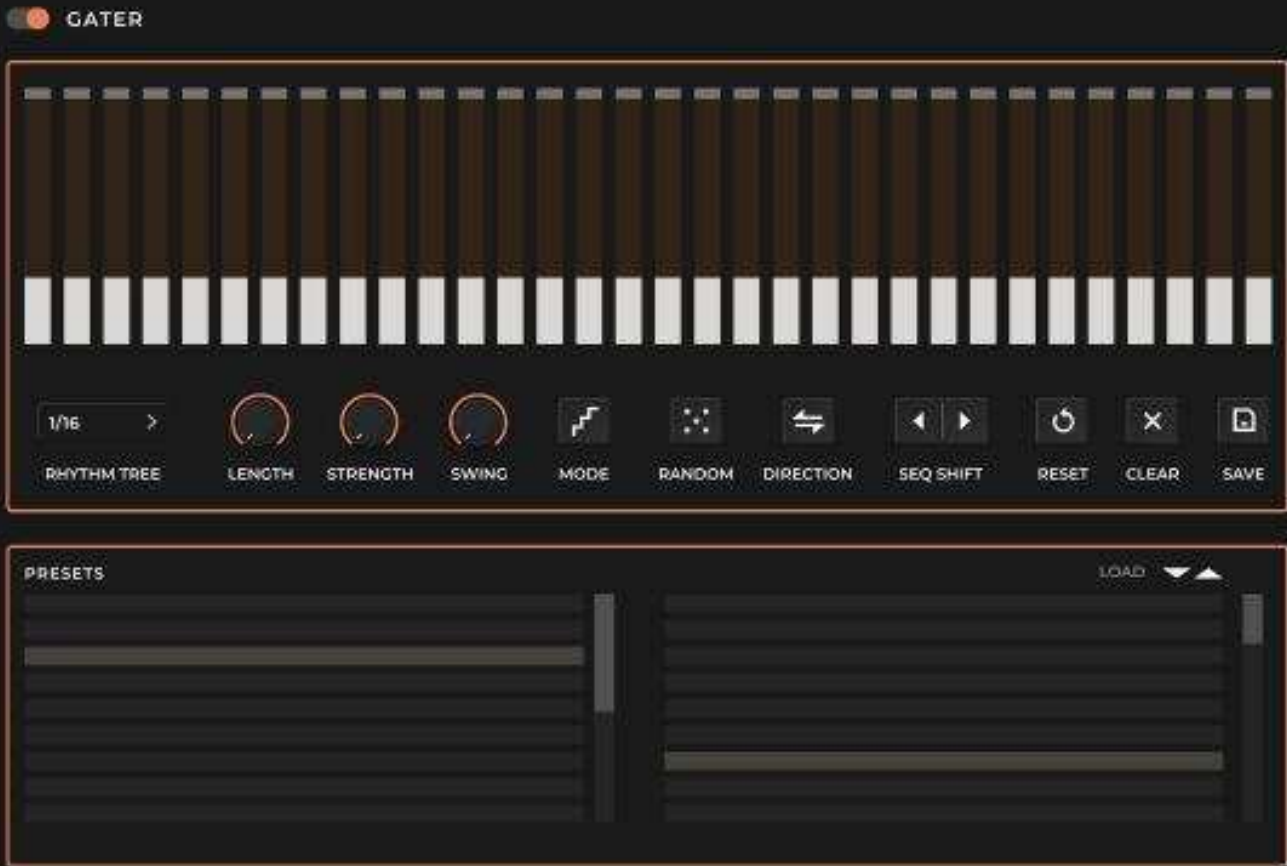 GATER
1/16
RHYTHM TREE LENGTH STRENGTH SWING MODE RANDOM DIRECTION SEQ SHIFT RESET CLEAR SAVE
PRESETS LOAD